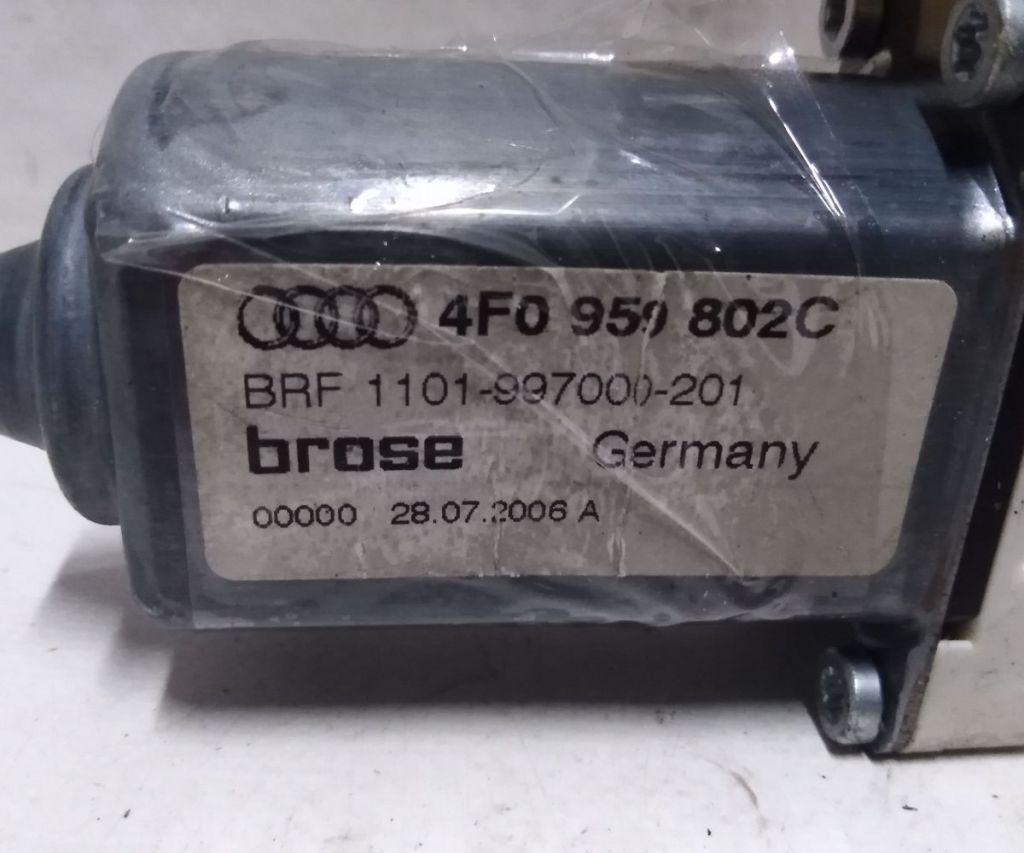 4F0 959 802C
BRF 1101-997000-201
brose Germany
00000 28.07.2006 A